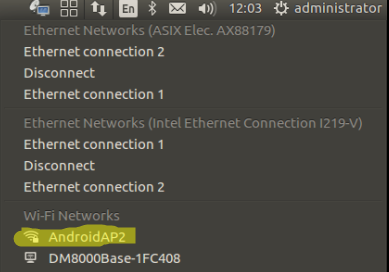 En 12:03 administrator
Ethernet Networks (ASIX Elec. AX88179)
Ethernet connection 2
Disconnect
Ethernet connection 1
Ethernet Networks (Intel Ethernet Connection I219-V)
Ethernet connection 1
Disconnect
Ethernet connection 2
Wi-Fi Networks
AndroidAP2
DM8000Base-1FC408